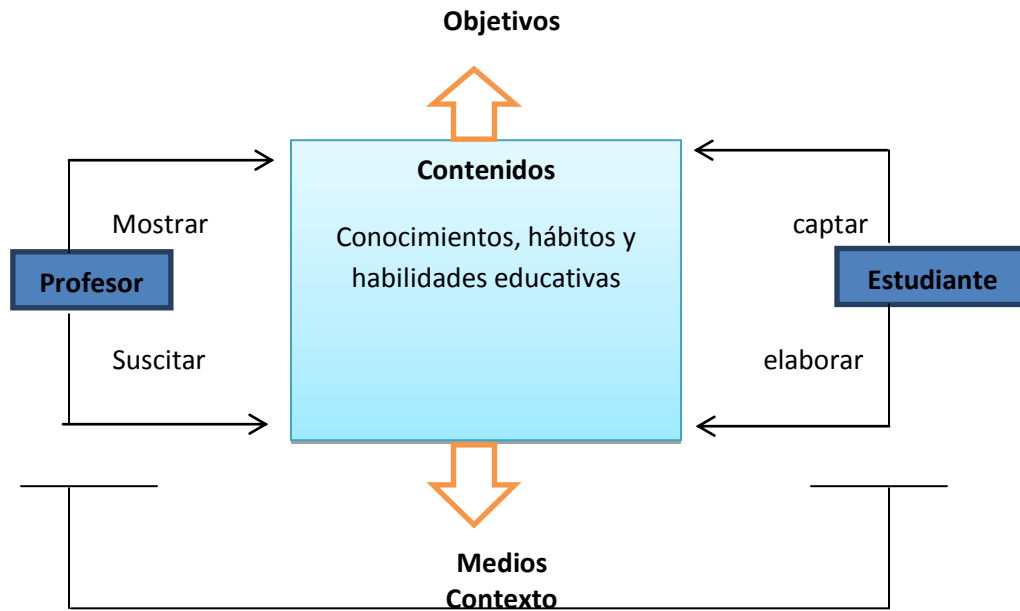 Objetivos
Contenidos
Conocimientos, hábitos y
habilidades educativas
Mostrar
Profesor
Suscitar
captar
Estudiante
elaborar
Medios
Contexto